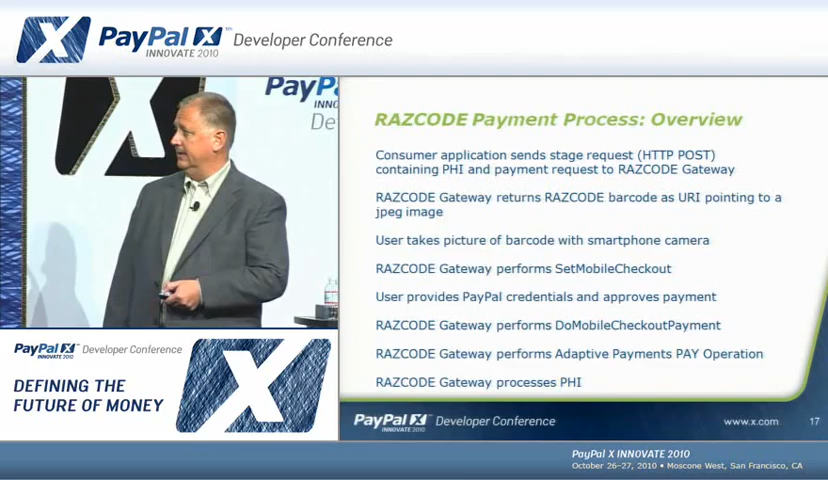 X PayPal X™ Developer Conference
INNOVATE 2010
PayP
INNO
De
RAZCODE Payment Process: Overview
Consumer application sends stage request (HTTP POST)
containing PHI and payment request to RAZCODE Gateway
RAZCODE Gateway returns RAZCODE barcode as URI pointing to a
jpeg image
User takes picture of barcode with smartphone camera
RAZCODE Gateway performs SetMobileCheckout
User provides PayPal credentials and approves payment
RAZCODE Gateway performs DoMobileCheckoutPayment
RAZCODE Gateway performs Adaptive Payments PAY Operation
RAZCODE Gateway processes PHI
PayPal X Developer Conference
INNOVATE 2010
www.x.com 17
PayPal X Developer Conference
INNOVATE 2010
DEFINING THE
FUTURE OF MONEY
X
PayPal X INNOVATE 2010
October 26–27, 2010 • Moscone West, San Francisco, CA